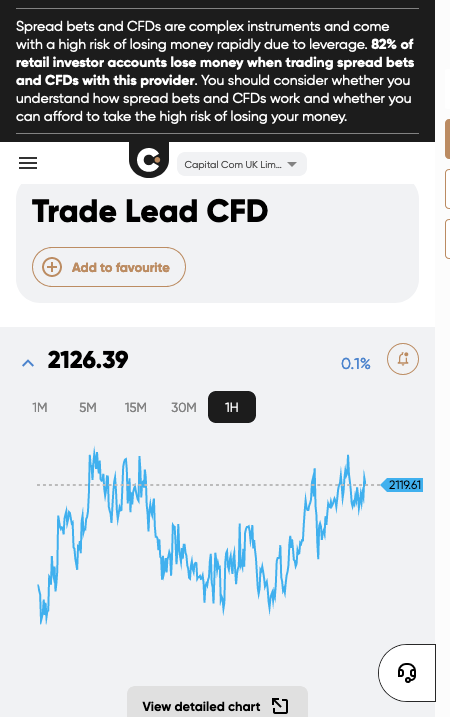 Spread bets and CFDs are complex instruments and come
with a high risk of losing money rapidly due to leverage. 82% of
retail investor accounts lose money when trading spread bets
and CFDs with this provider. You should consider whether you
understand how spread bets and CFDs work and whether you
can afford to take the high risk of losing your money.
Capital Com UK Lim...
Trade Lead CFD
Add to favourite
2126.39
0.1%
1M 5M 15M 30M 1H
2119.61
View detailed chart